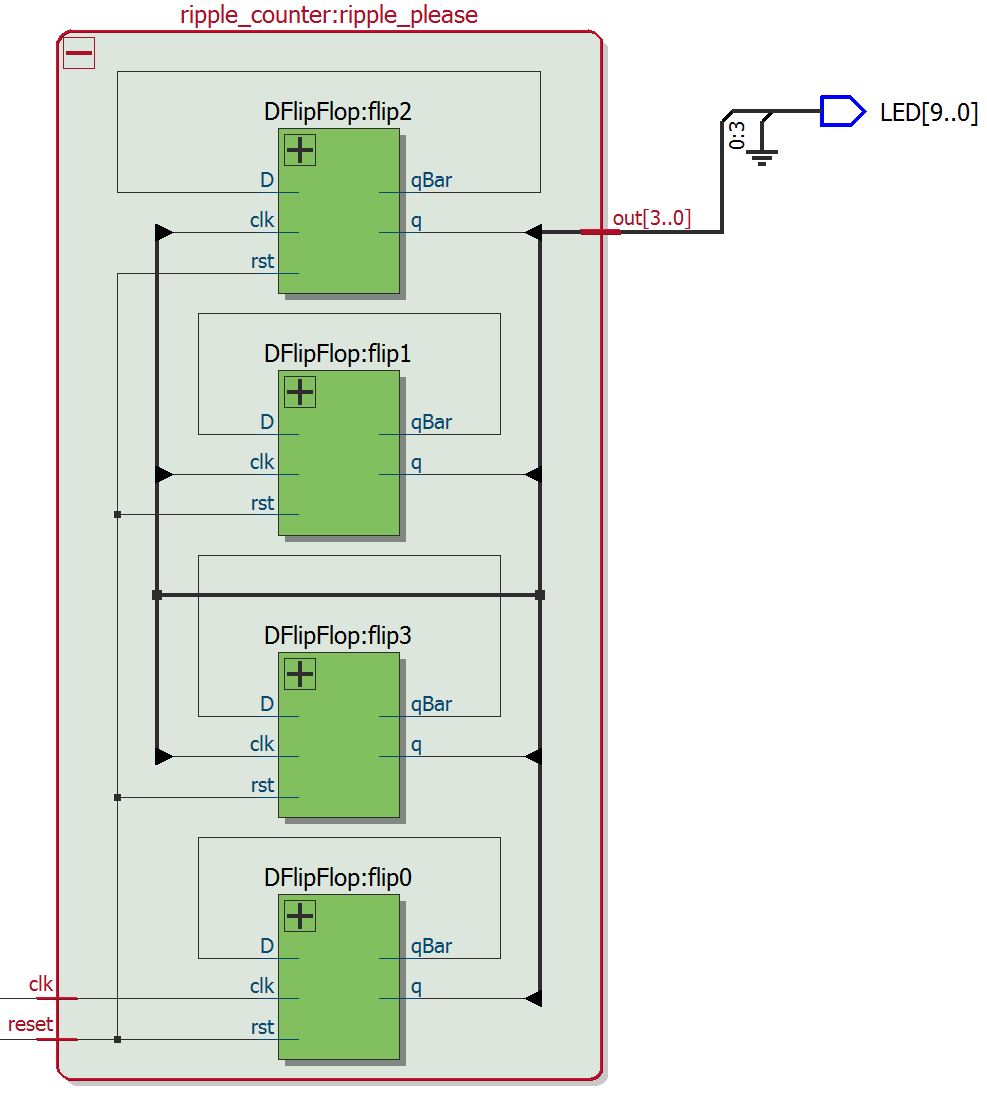 ripple_counter:ripple_please
DFlipFlop:flip2
D
qBar
clk
q
rst
LED[9..0]
0:3
out[3..0]
DFlipFlop:flip1
D
qBar
clk
q
rst
DFlipFlop:flip3
D
qBar
clk
q
rst
DFlipFlop:flip0
D
qBar
clk
clk
q
reset
rst